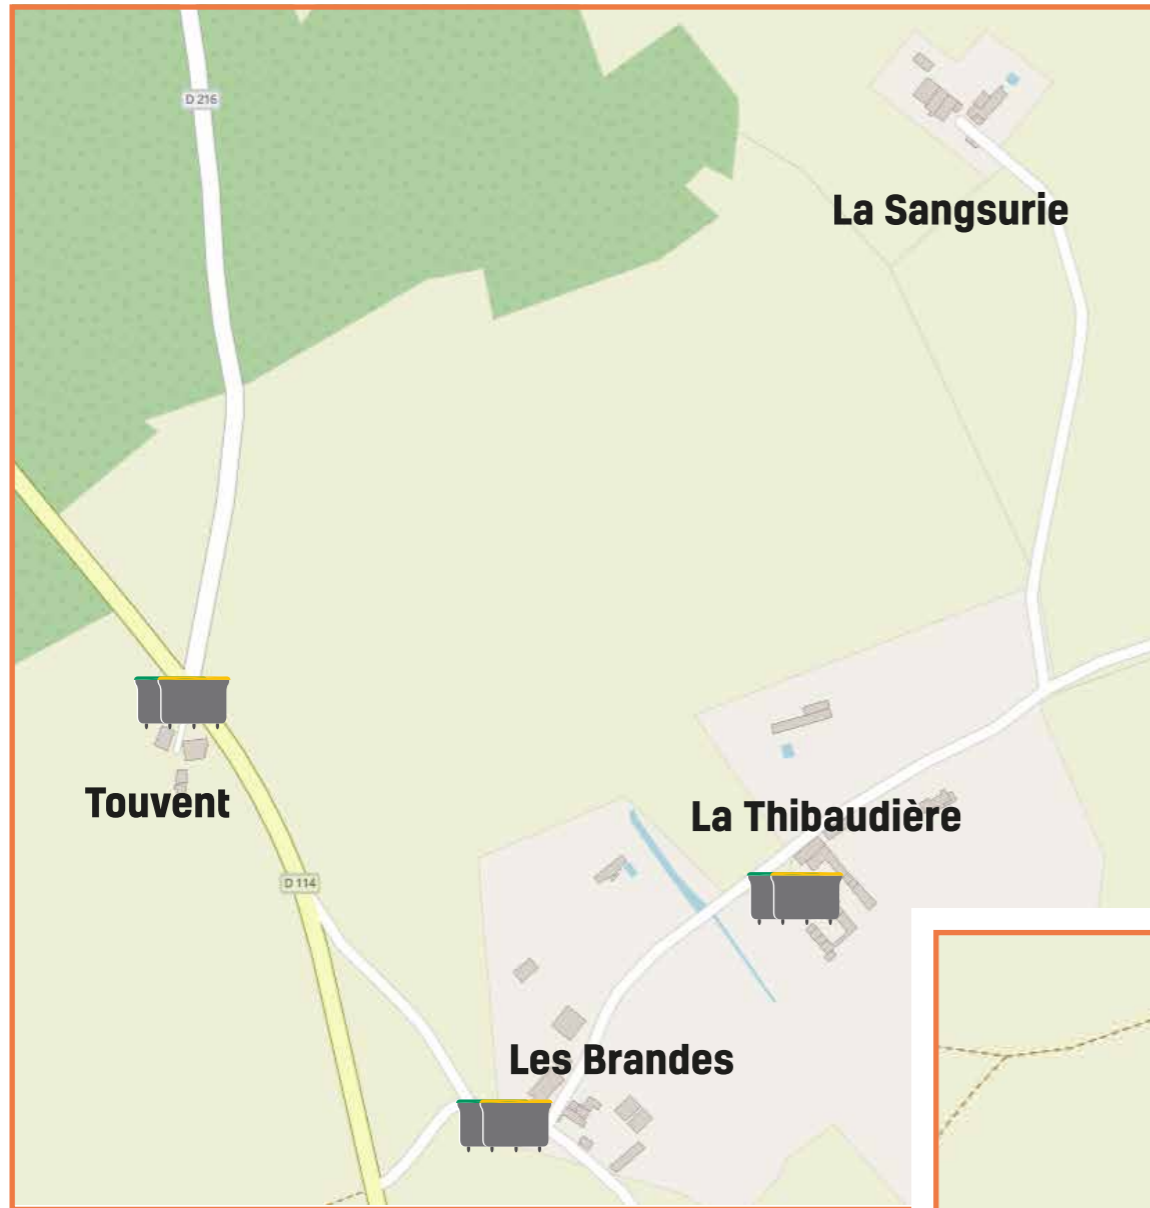 D 216
La Sangsurie
Touvent
La Thibaudière
D 114
Les Brandes